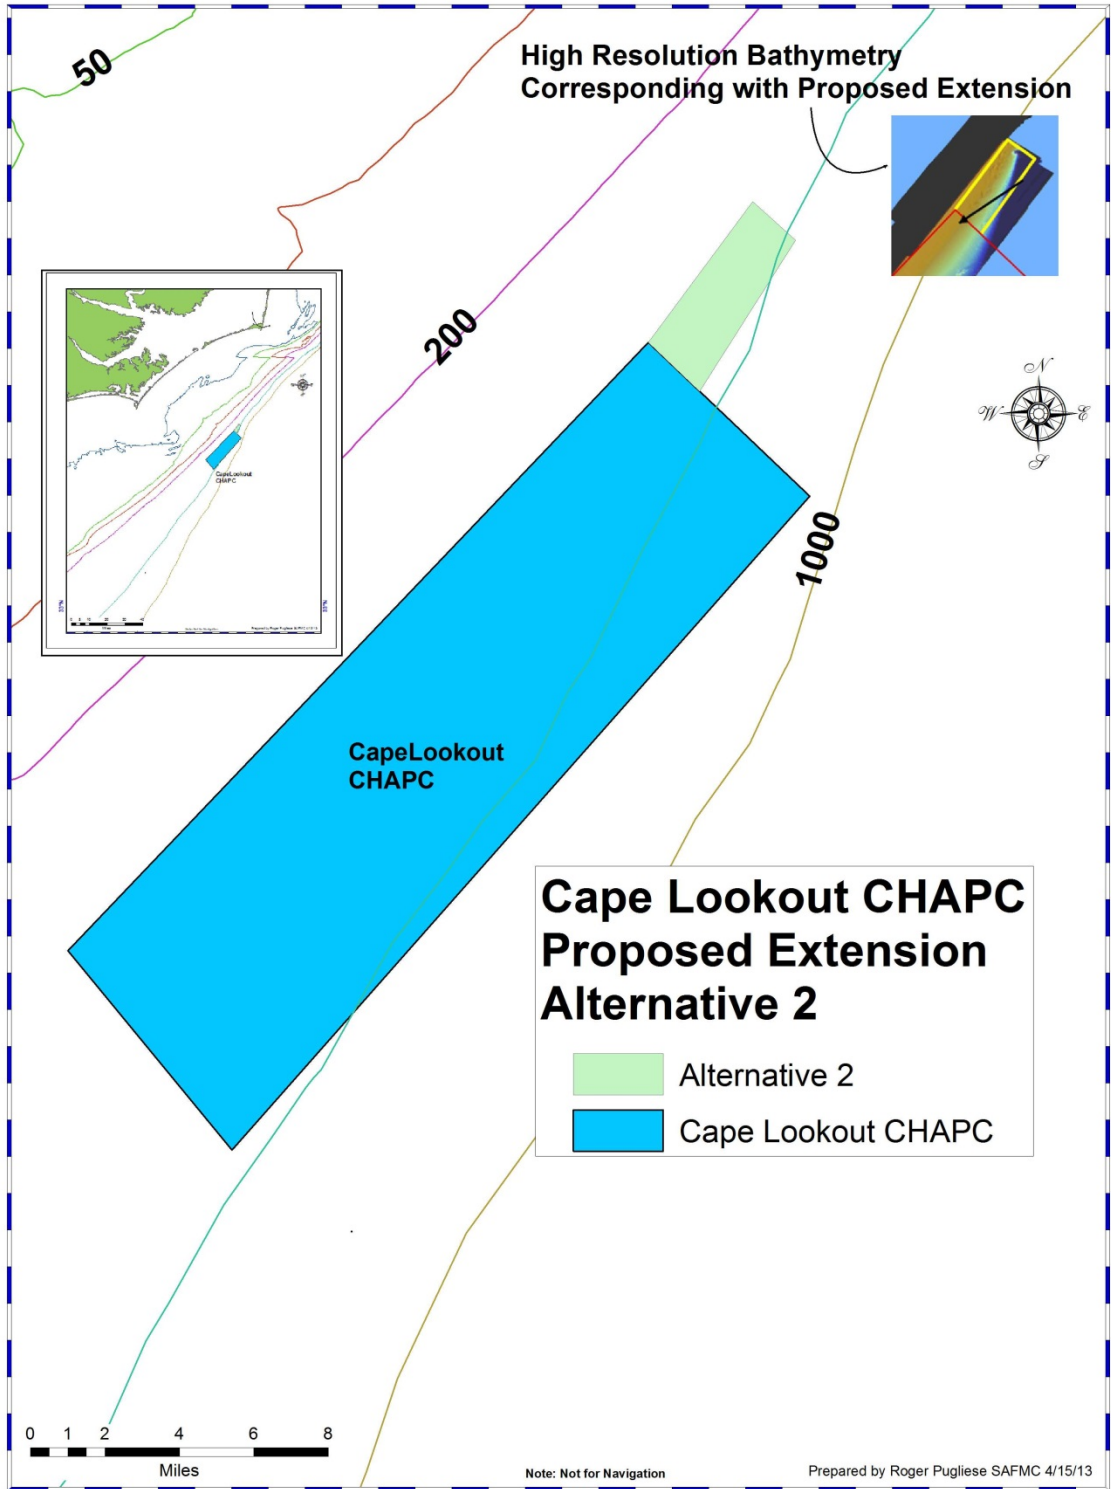 50
High Resolution Bathymetry
Corresponding with Proposed Extension
200
N
W
E
S
CapeLookout
CHAPC
1000
CapeLookout
CHAPC
Cape Lookout CHAPC
Proposed Extension
Alternative 2
Alternative 2
Cape Lookout CHAPC
0 1 2 4 6 8
Miles
Note: Not for Navigation
Prepared by Roger Pugliese SAFMC 4/15/13